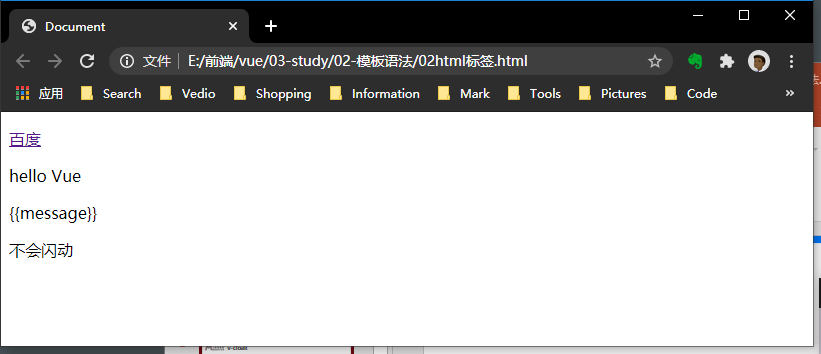 Document
文件 E:/前端/vue/03-study/02-模板语法/02html标签.html
应用 Search Vedio Shopping Information Mark Tools Pictures Code »
百度
hello Vue
{{message}}
不会闪动
v-cloak